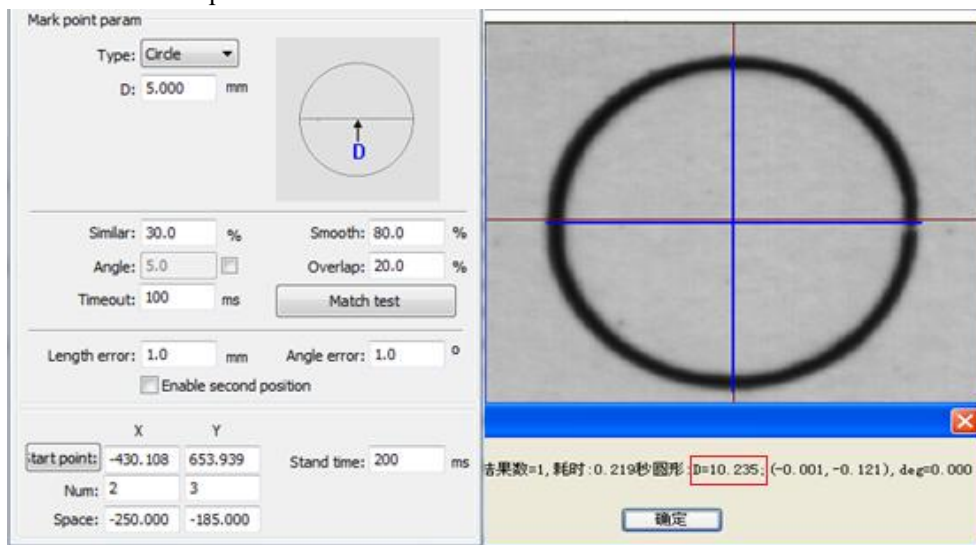 Mark point param
Type: Circle
D: 5.000 mm
D
Similar: 30.0 % Smooth: 80.0 %
Angle: 5.0 Overlap: 20.0 %
Timeout: 100 ms Match test
Length error: 1.0 mm Angle error: 1.0 °
Enable second position
X Y
Start point: -430.108 653.939 Stand time: 200 ms
Num: 2 3
Space: -250.000 -185.000
结果数=1,耗时:0.219秒圆形:D=10.235;(-0.001,-0.121),deg=0.000
确定